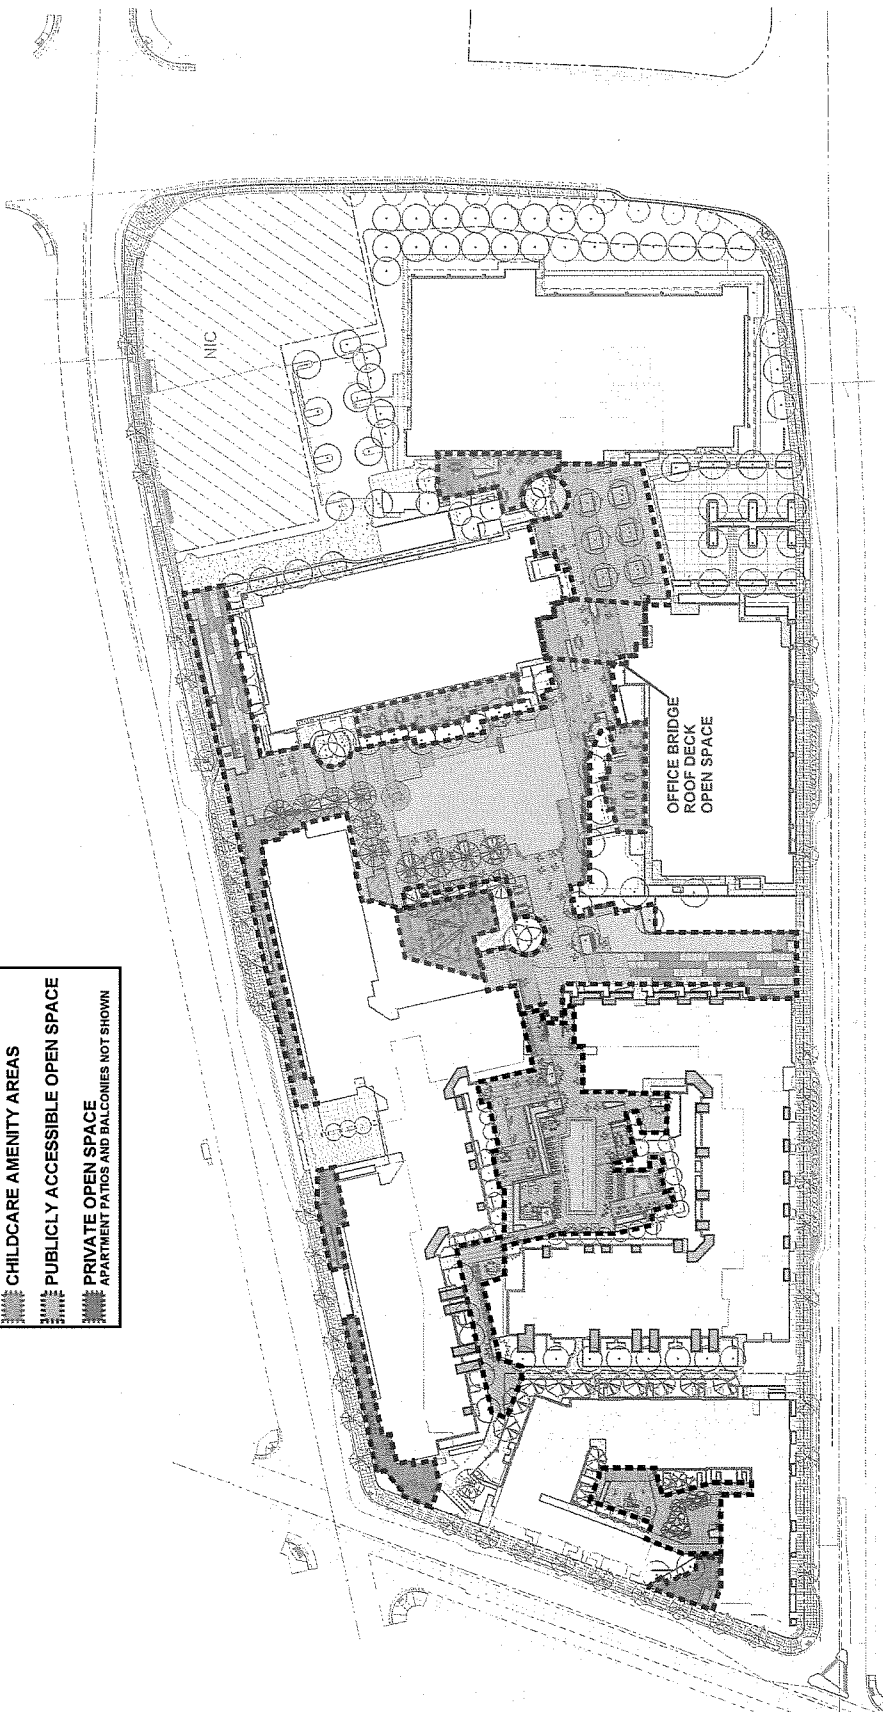 CHILDCARE AMENITY AREAS
PUBLICLY ACCESSIBLE OPEN SPACE
PRIVATE OPEN SPACE
APARTMENT PATIOS AND BALCONIES NOT SHOWN
NIC
OFFICE BRIDGE
ROOF DECK
OPEN SPACE